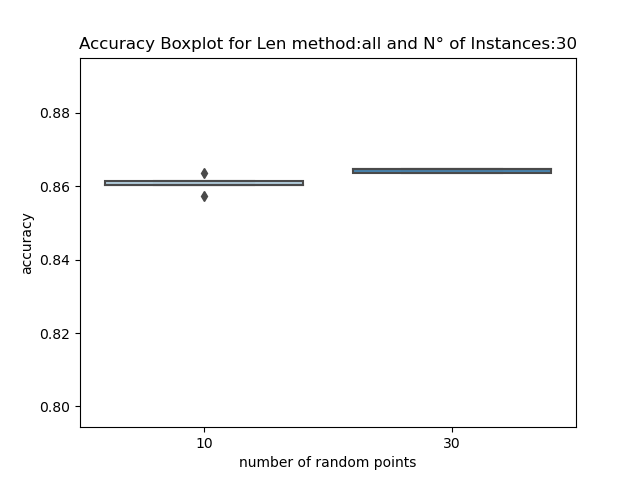 Accuracy Boxplot for Len method:all and N° of Instances:30
0.88
0.86
0.84
0.82
0.80
accuracy
10 30
number of random points